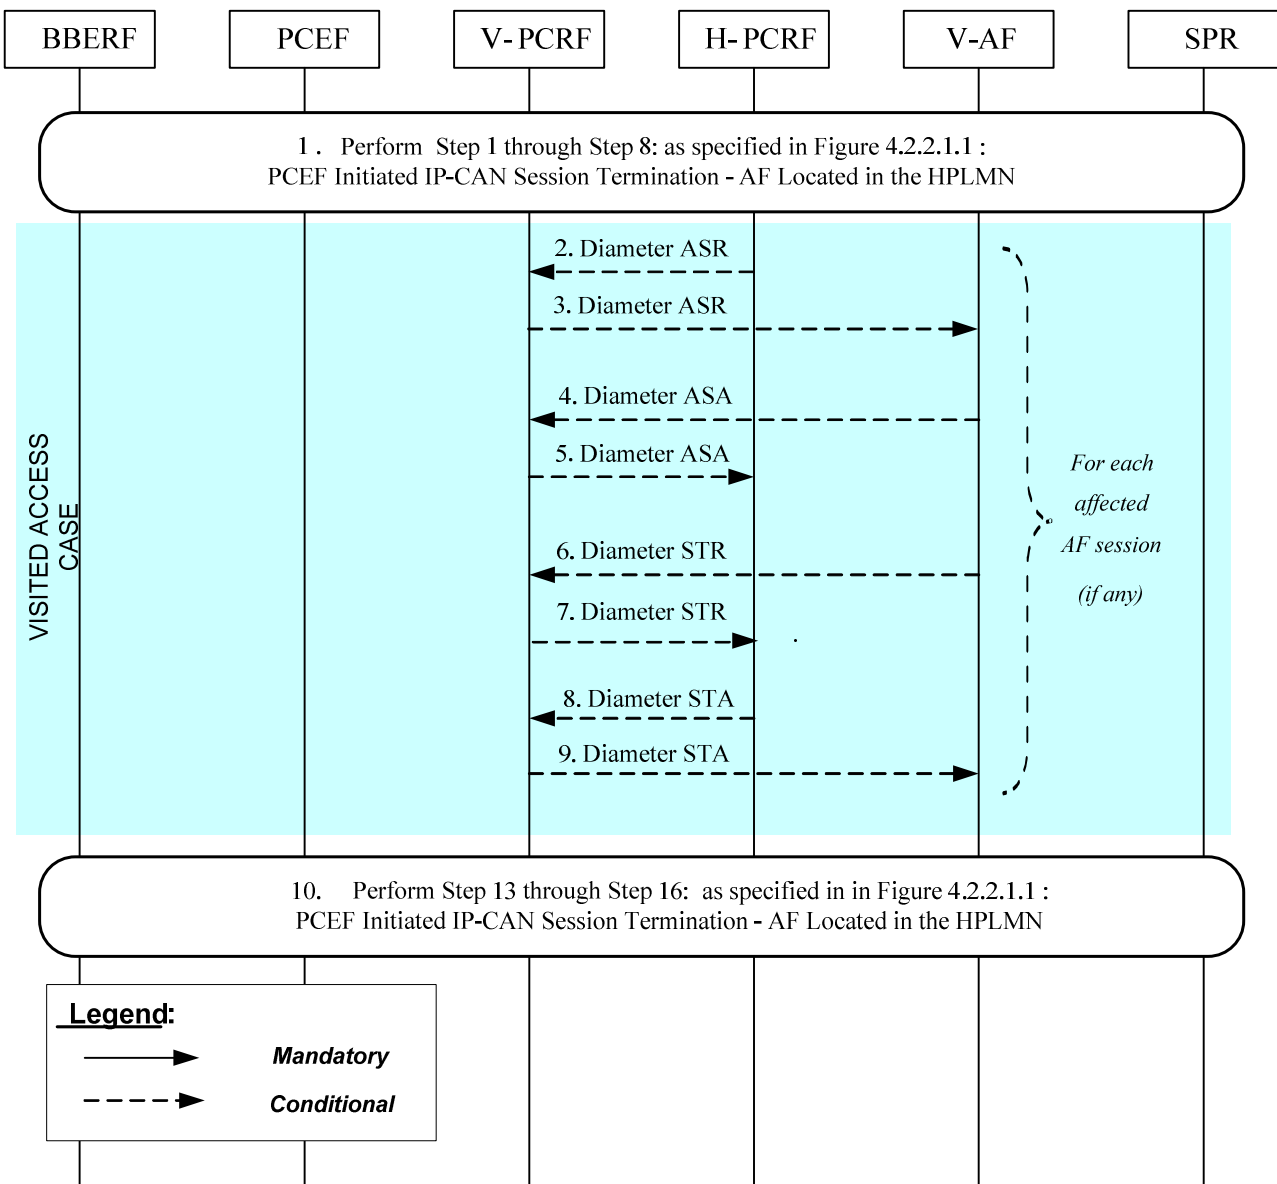 BBERF
PCEF
V-PCRF
H-PCRF
V-AF
SPR
1. Perform Step 1 through Step 8: as specified in Figure 4.2.2.1.1 :
PCEF Initiated IP-CAN Session Termination - AF Located in the HPLMN
VISITED ACCESS
CASE
2. Diameter ASR
3. Diameter ASR
4. Diameter ASA
5. Diameter ASA
6. Diameter STR
7. Diameter STR
8. Diameter STA
9. Diameter STA
For each
affected
AF session
(if any)
10. Perform Step 13 through Step 16: as specified in in Figure 4.2.2.1.1 :
PCEF Initiated IP-CAN Session Termination - AF Located in the HPLMN
Legend:
Mandatory
Conditional